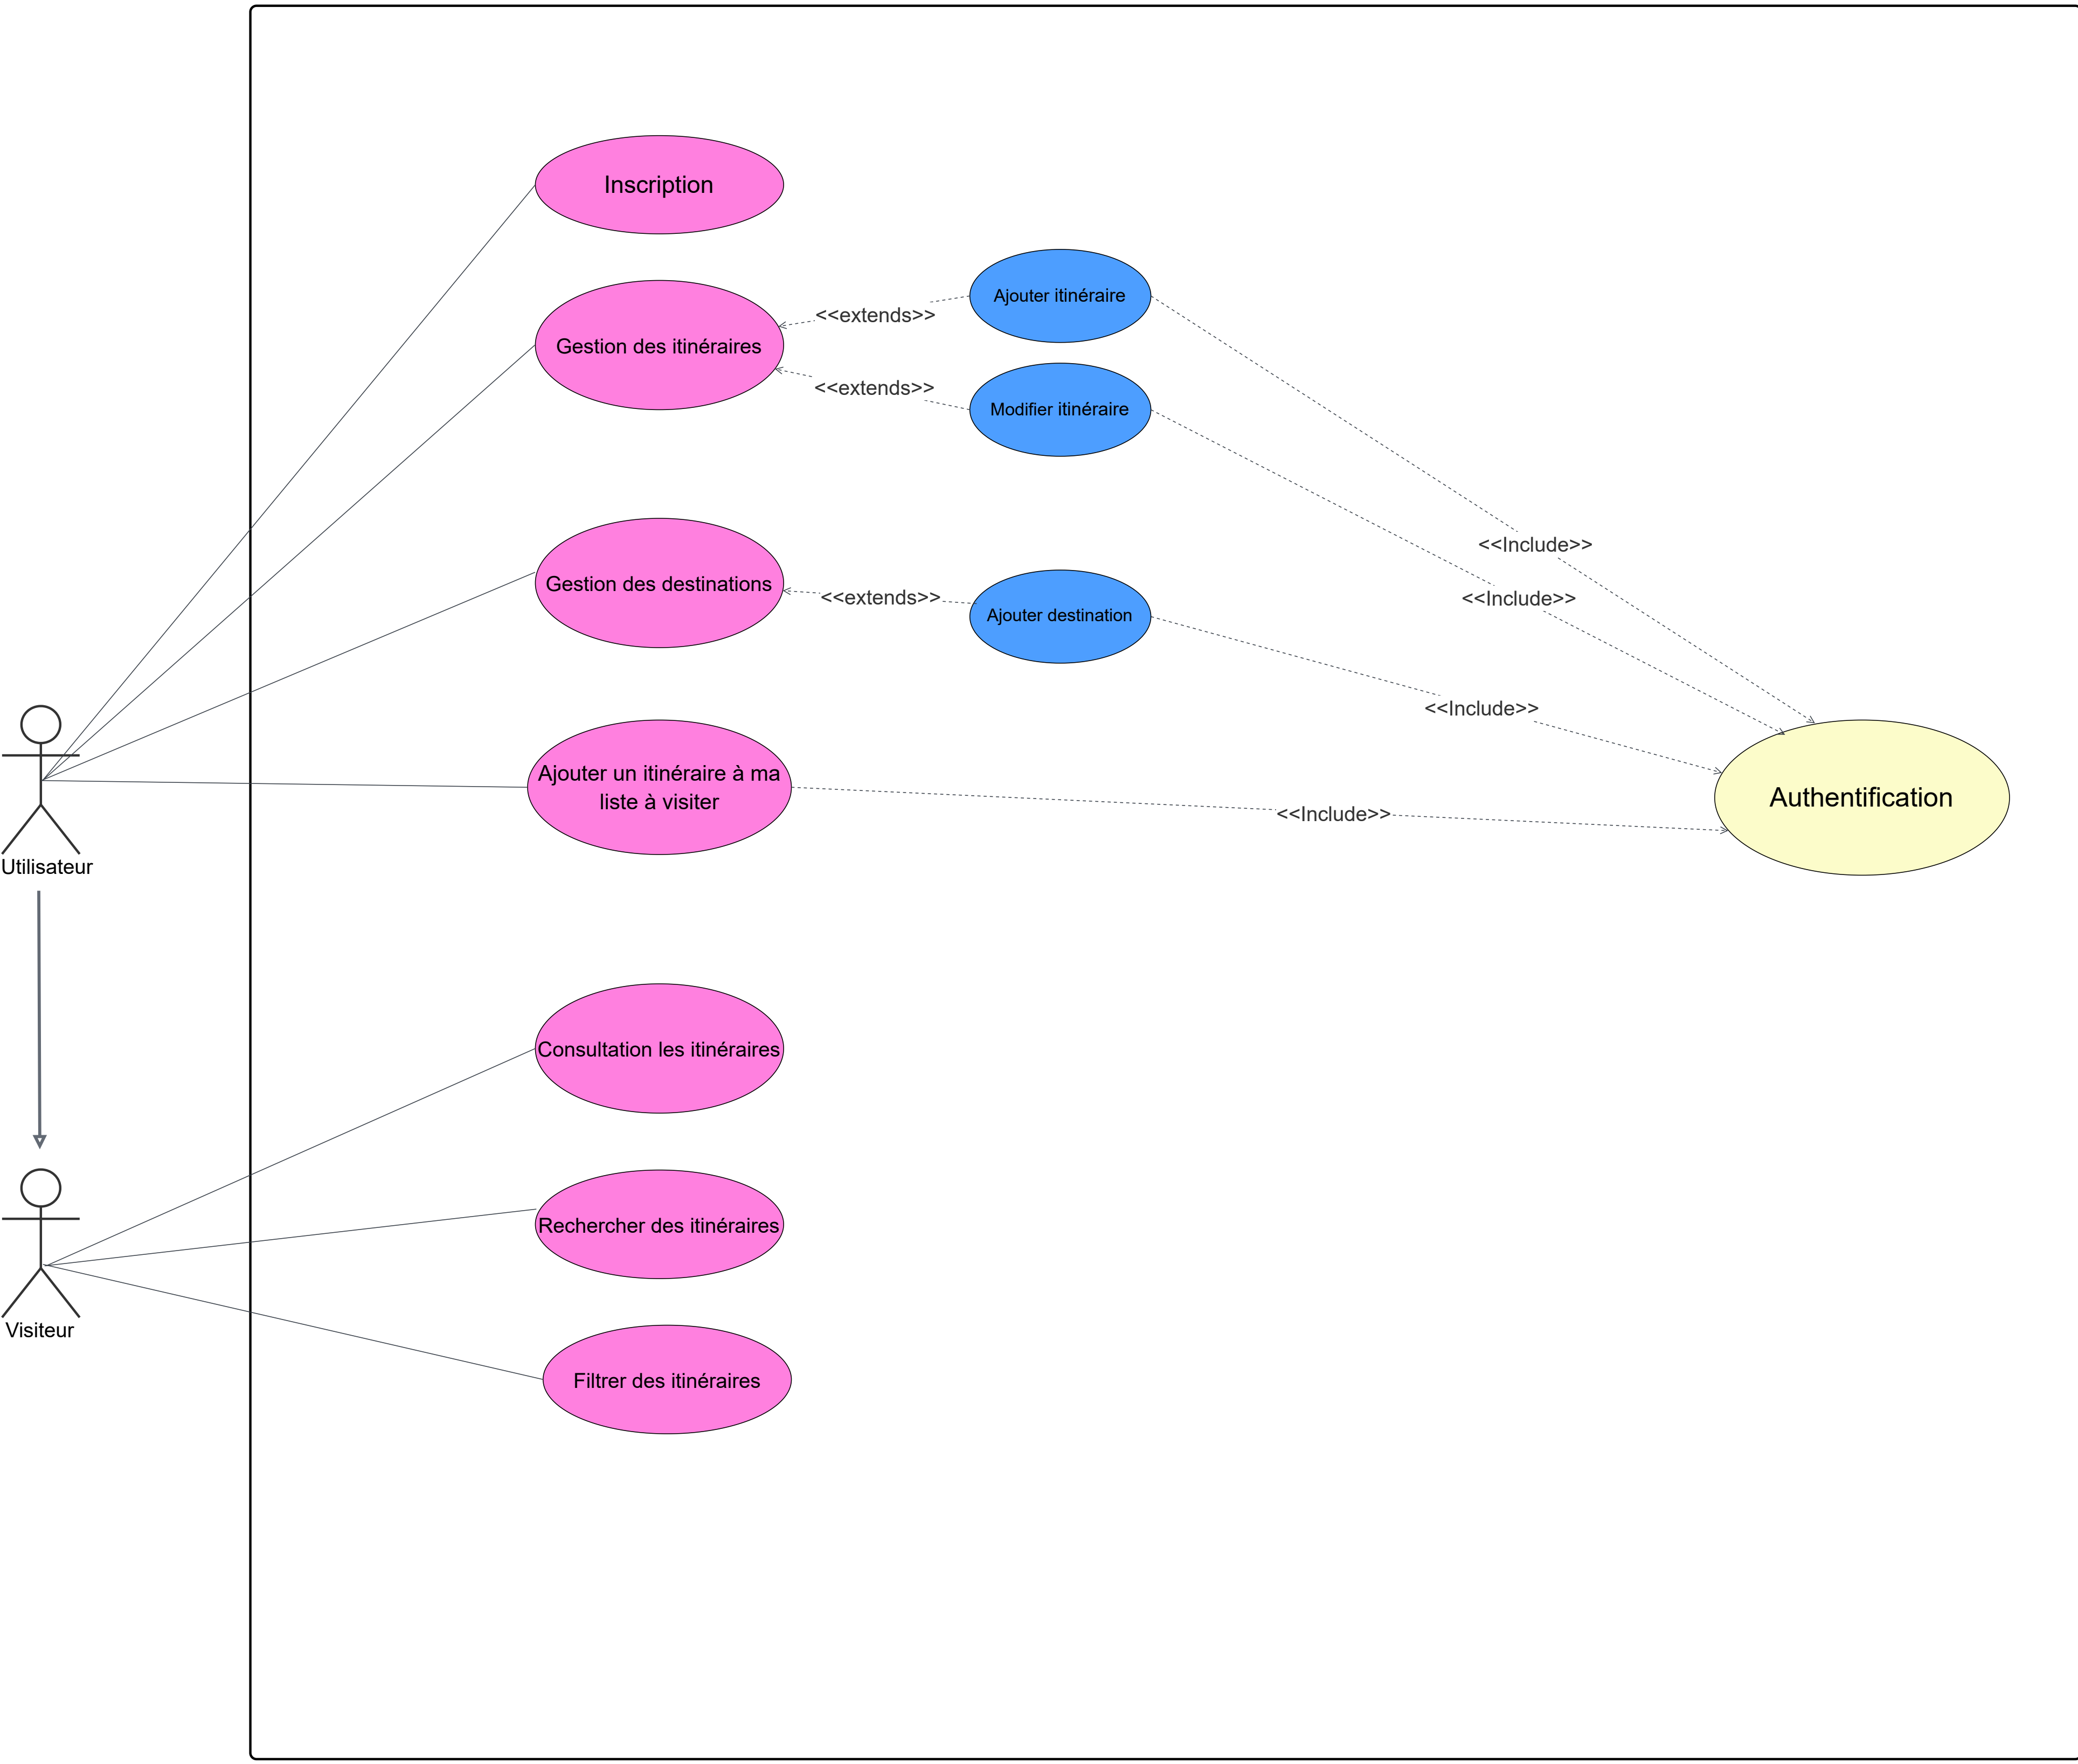 Inscription
Ajouter itinéraire
<<extends>>
Gestion des itinéraires
<<extends>>
Modifier itinéraire
<<Include>>
Gestion des destinations
<<extends>>
Ajouter destination
<<Include>>
<<Include>>
Ajouter un itinéraire à ma
liste à visiter
<<Include>>
Authentification
Utilisateur
Consultation les itinéraires
Rechercher des itinéraires
Visiteur
Filtrer des itinéraires